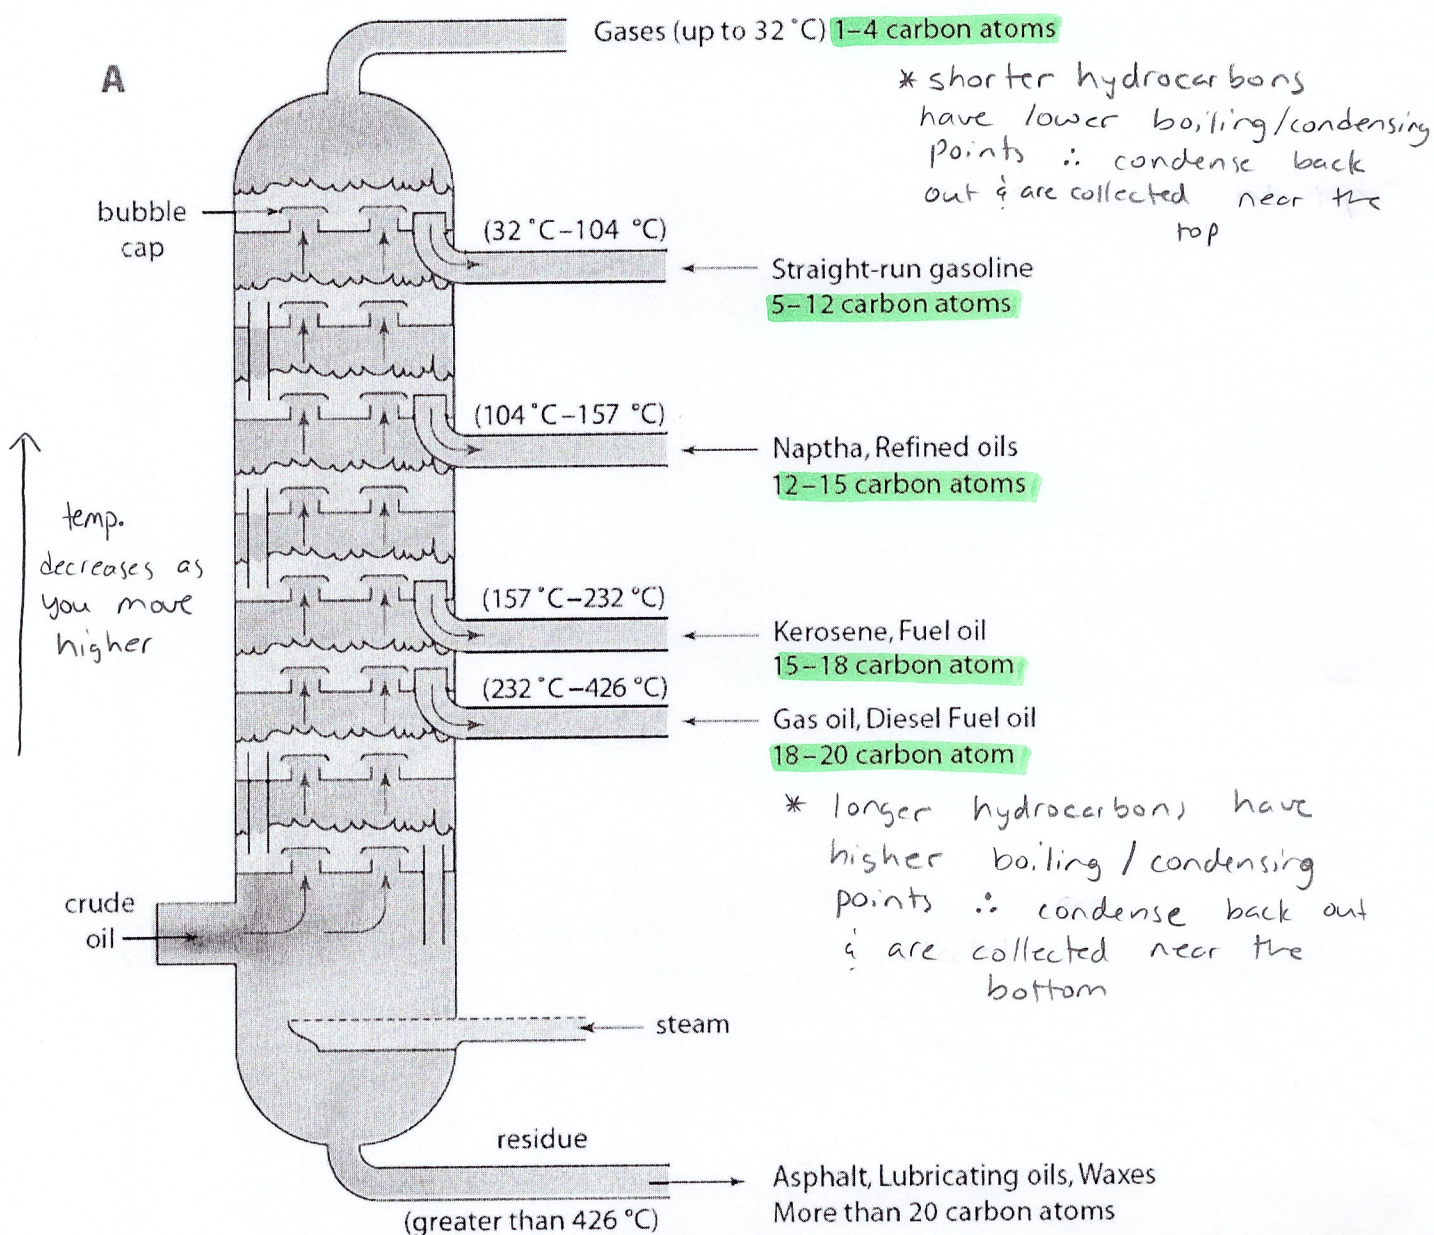 Gases (up to 32 °C) 1–4 carbon atoms
A
* shorter hydrocarbons
have lower boiling/condensing
points ∴ condense back
out & are collected near the
top
bubble
cap
(32 °C–104 °C)
Straight-run gasoline
5–12 carbon atoms
(104 °C–157 °C)
Naptha, Refined oils
12–15 carbon atoms
temp.
decreases as
you move
higher
(157 °C–232 °C)
Kerosene, Fuel oil
15–18 carbon atom
(232 °C–426 °C)
Gas oil, Diesel Fuel oil
18–20 carbon atom
* longer hydrocarbons have
higher boiling / condensing
points ∴ condense back out
& are collected near the
bottom
crude
oil
steam
residue
(greater than 426 °C)
Asphalt, Lubricating oils, Waxes
More than 20 carbon atoms